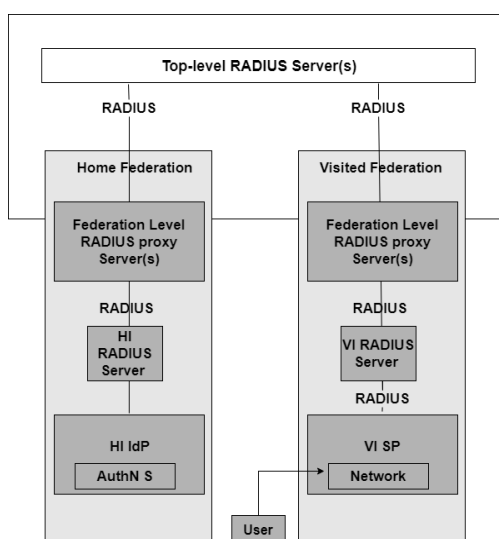 Top-level RADIUS Server(s)
RADIUS
RADIUS
Home Federation
Visited Federation
Federation Level
RADIUS proxy
Server(s)
Federation Level
RADIUS proxy
Server(s)
RADIUS
RADIUS
HI
RADIUS
Server
VI RADIUS
Server
RADIUS
HI IdP
AuthN S
VI SP
Network
User